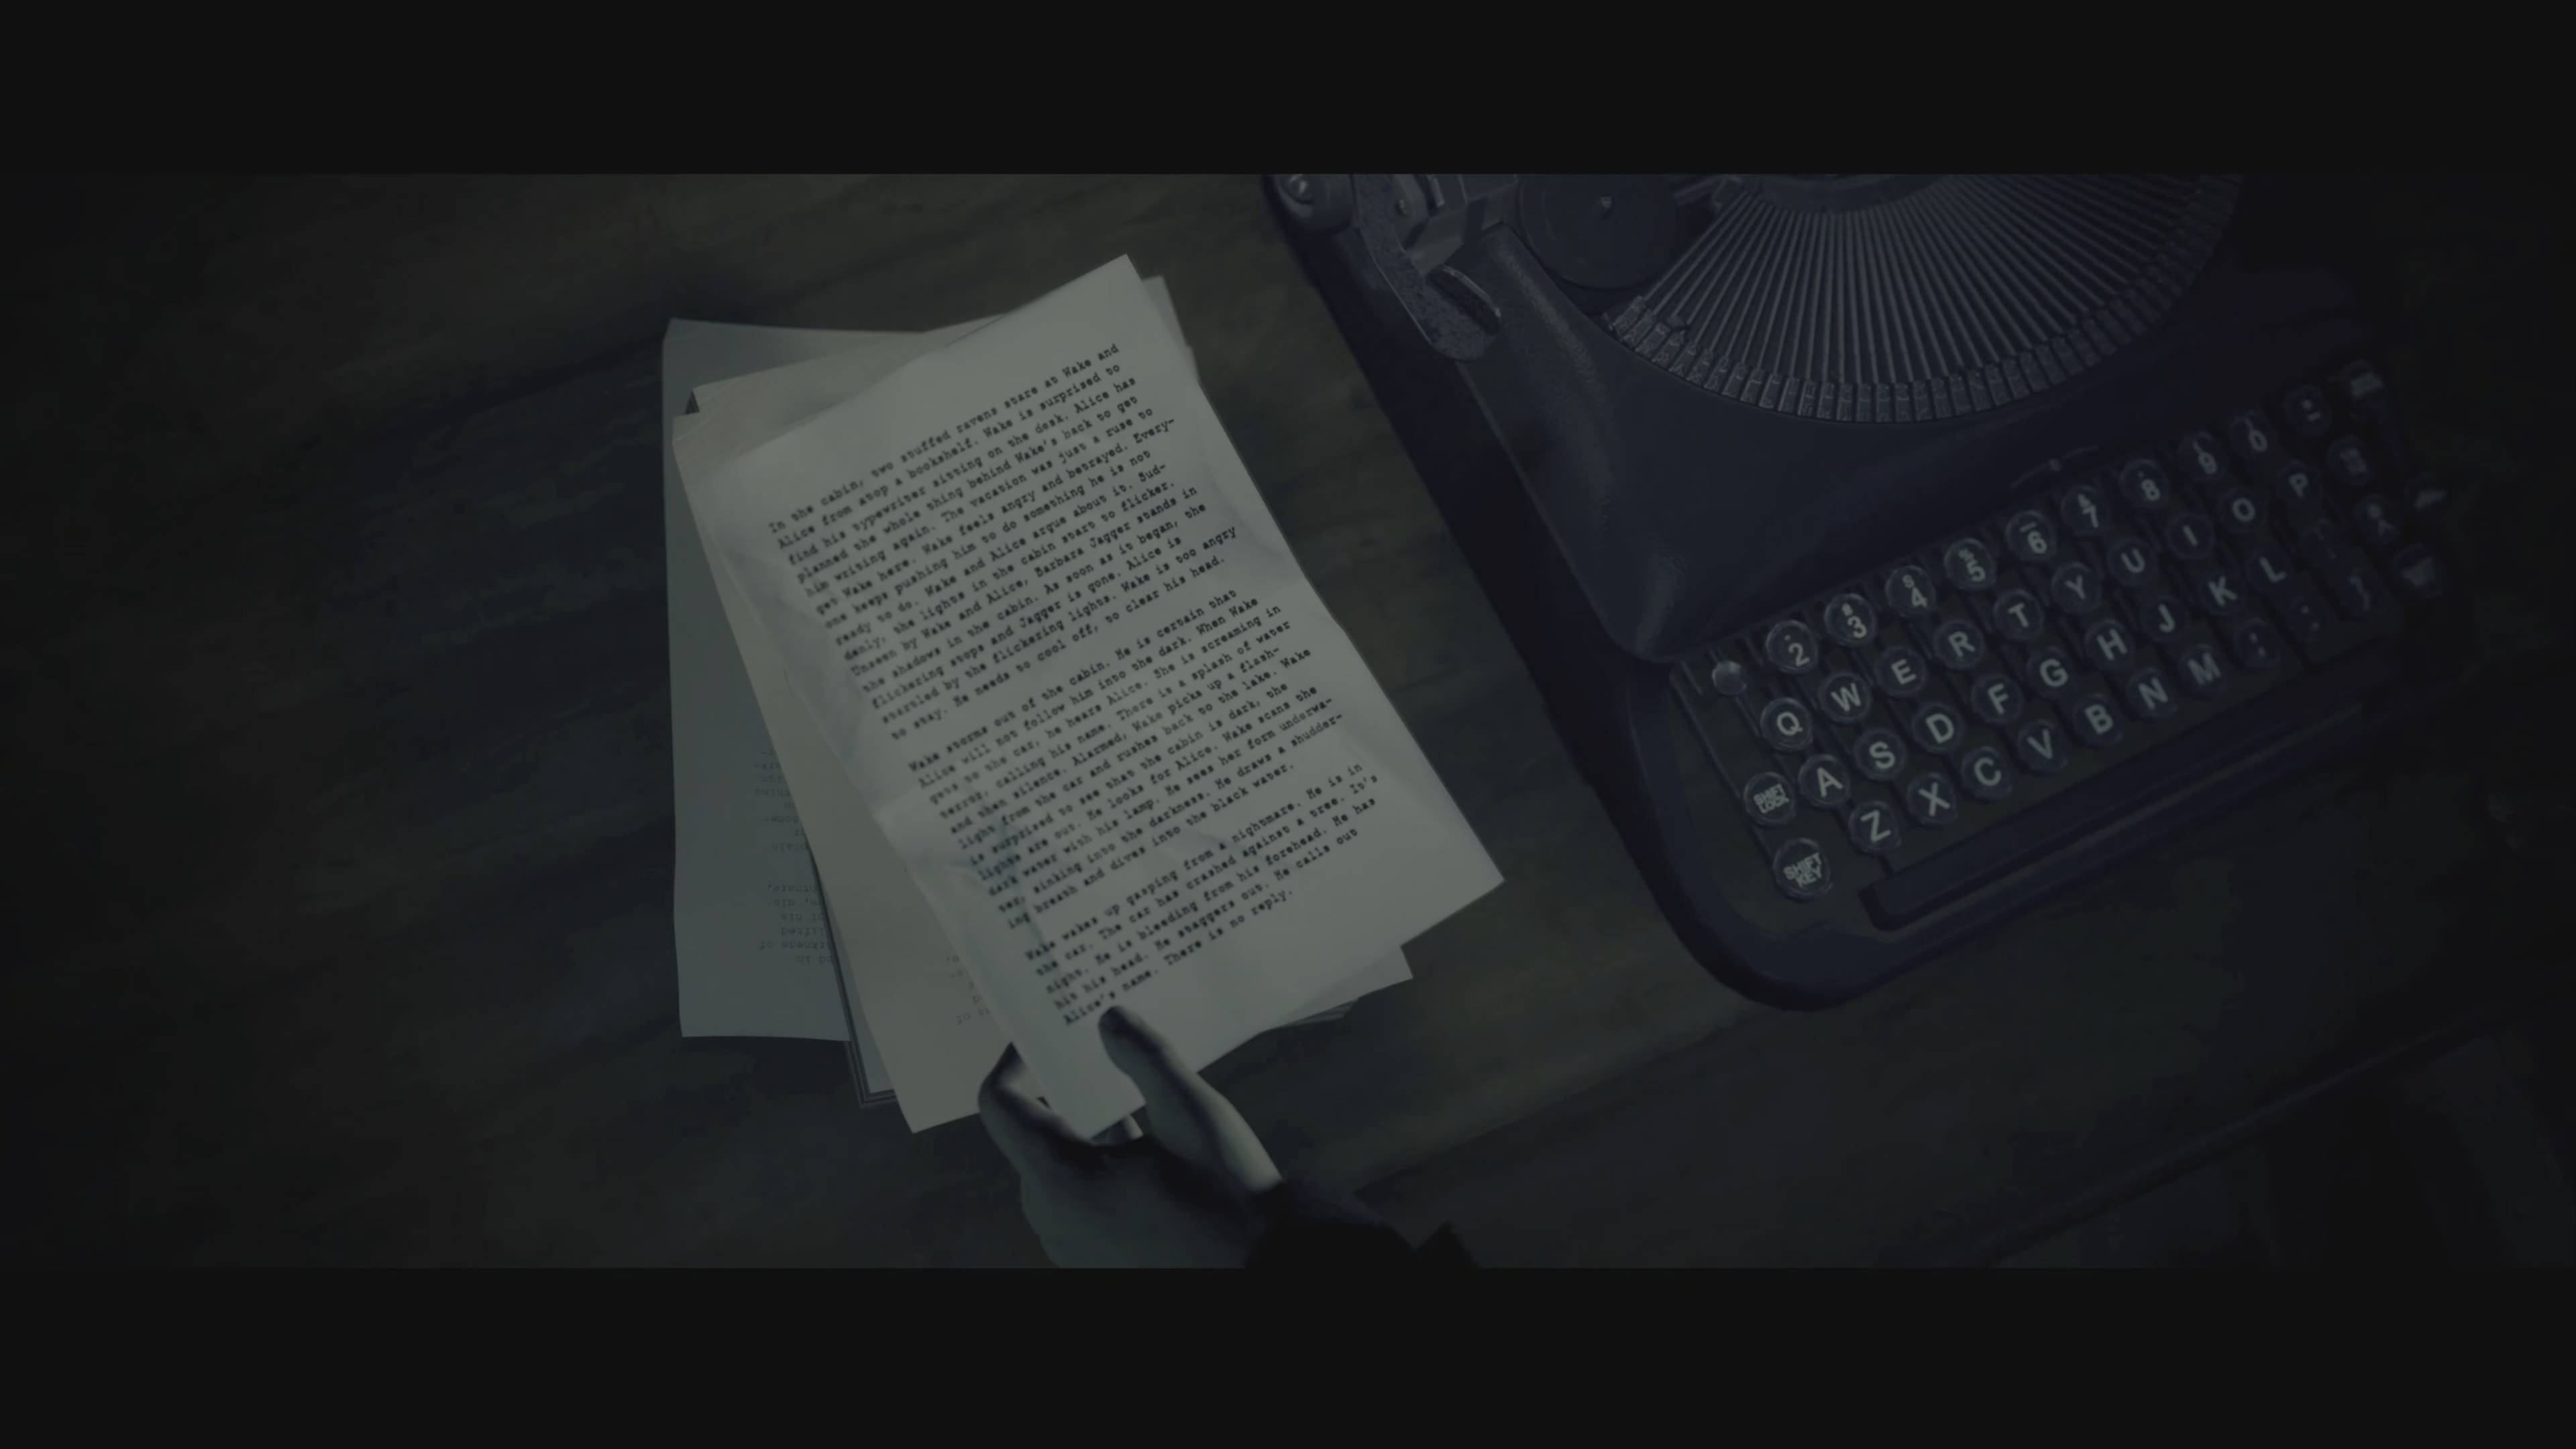 In the cabin, two stuffed ravens stare at Wake and
Alice from atop a bookshelf. Wake is surprised to
find his typewriter sitting on the desk. Alice has
planned the whole thing behind Wake's back to get
him writing again. The vacation was just a ruse to
get Wake here. Wake feels angry and betrayed. Every-
one keeps pushing him to do something he is not
ready to do. Wake and Alice argue about it. Sud-
denly, the lights in the cabin start to flicker.
Unseen by Wake and Alice, Barbara Jagger stands in
the shadows in the cabin. As soon as it began, the
flickering stops and Jagger is gone. Alice is
startled by the flickering lights. Wake is too angry
to stay. He needs to cool off, to clear his head.
Wake storms out of the cabin. He is certain that
Alice will not follow him into the dark. When Wake
gets to the car, he hears Alice. She is screaming in
terror, calling his name. There is a splash of water
and then silence. Alarmed, Wake picks up a flash-
light from the car and rushes back to the lake. Wake
is surprised to see that the cabin is dark, the
lights are out. He looks for Alice. Wake scans the
dark water with his lamp. He sees her form underwa-
ter, sinking into the darkness. He draws a shudder-
ing breath and dives into the black water.
Wake wakes up gasping from a nightmare. He is in
the car. The car has crashed against a tree. It's
night. He is bleeding from his forehead. He has
hit his head. He staggers out. He calls out
Alice's name. There is no reply.
2 3 4 5 6 7 8 9 0
Q W E R T Y U I O P
SHIFT LOCK A S D F G H J K L
SHIFT KEY Z X C V B N M